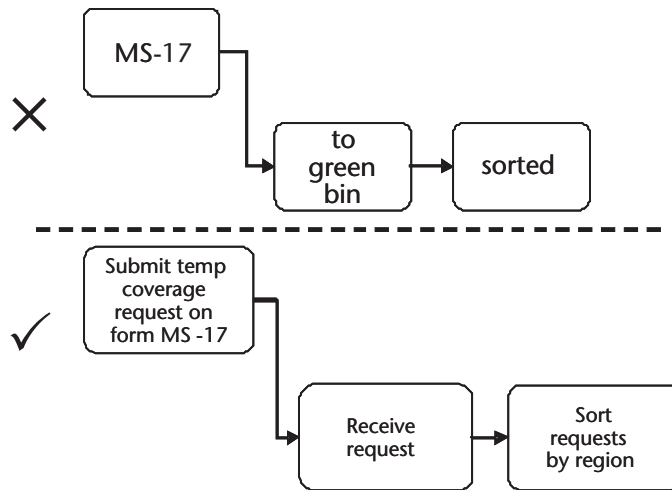 MS-17
to
green
bin
sorted
Submit temp
coverage
request on
form MS -17
Receive
request
Sort
requests
by region